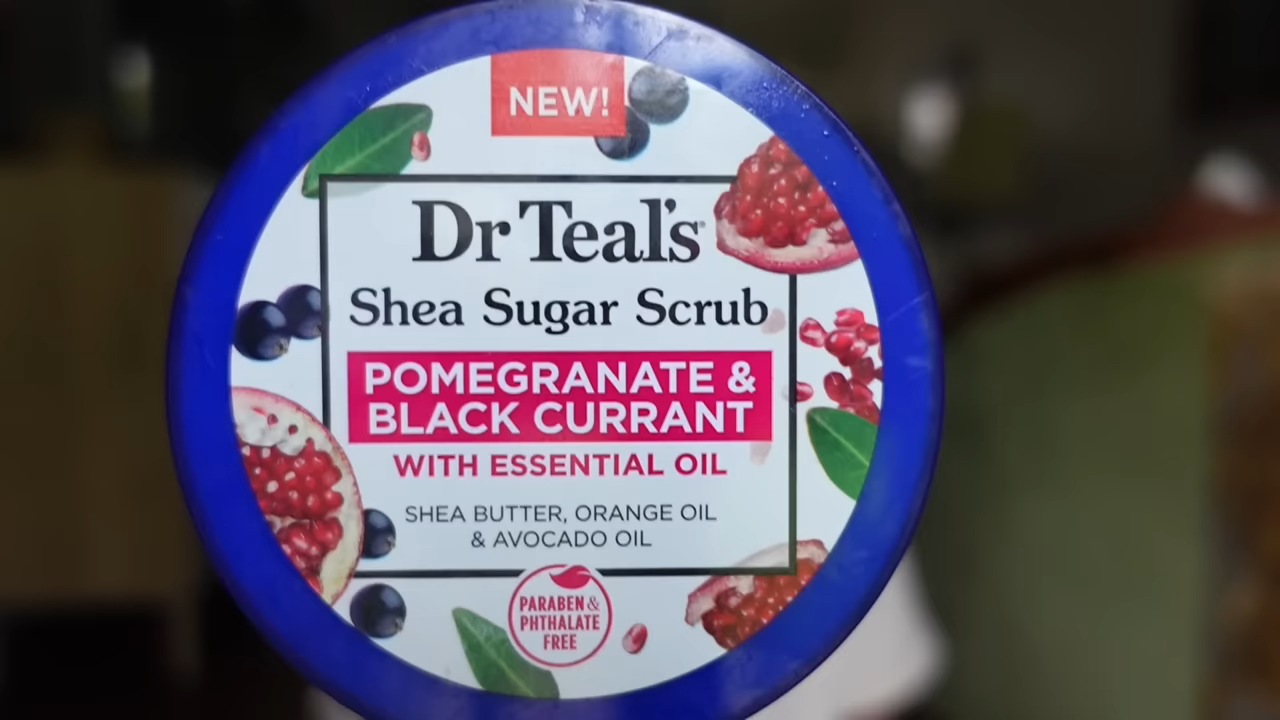 NEW!
Dr Teal's
Shea Sugar Scrub
POMEGRANATE &
BLACK CURRANT
WITH ESSENTIAL OIL
SHEA BUTTER, ORANGE OIL
& AVOCADO OIL
PARABEN &
PHTHALATE
FREE